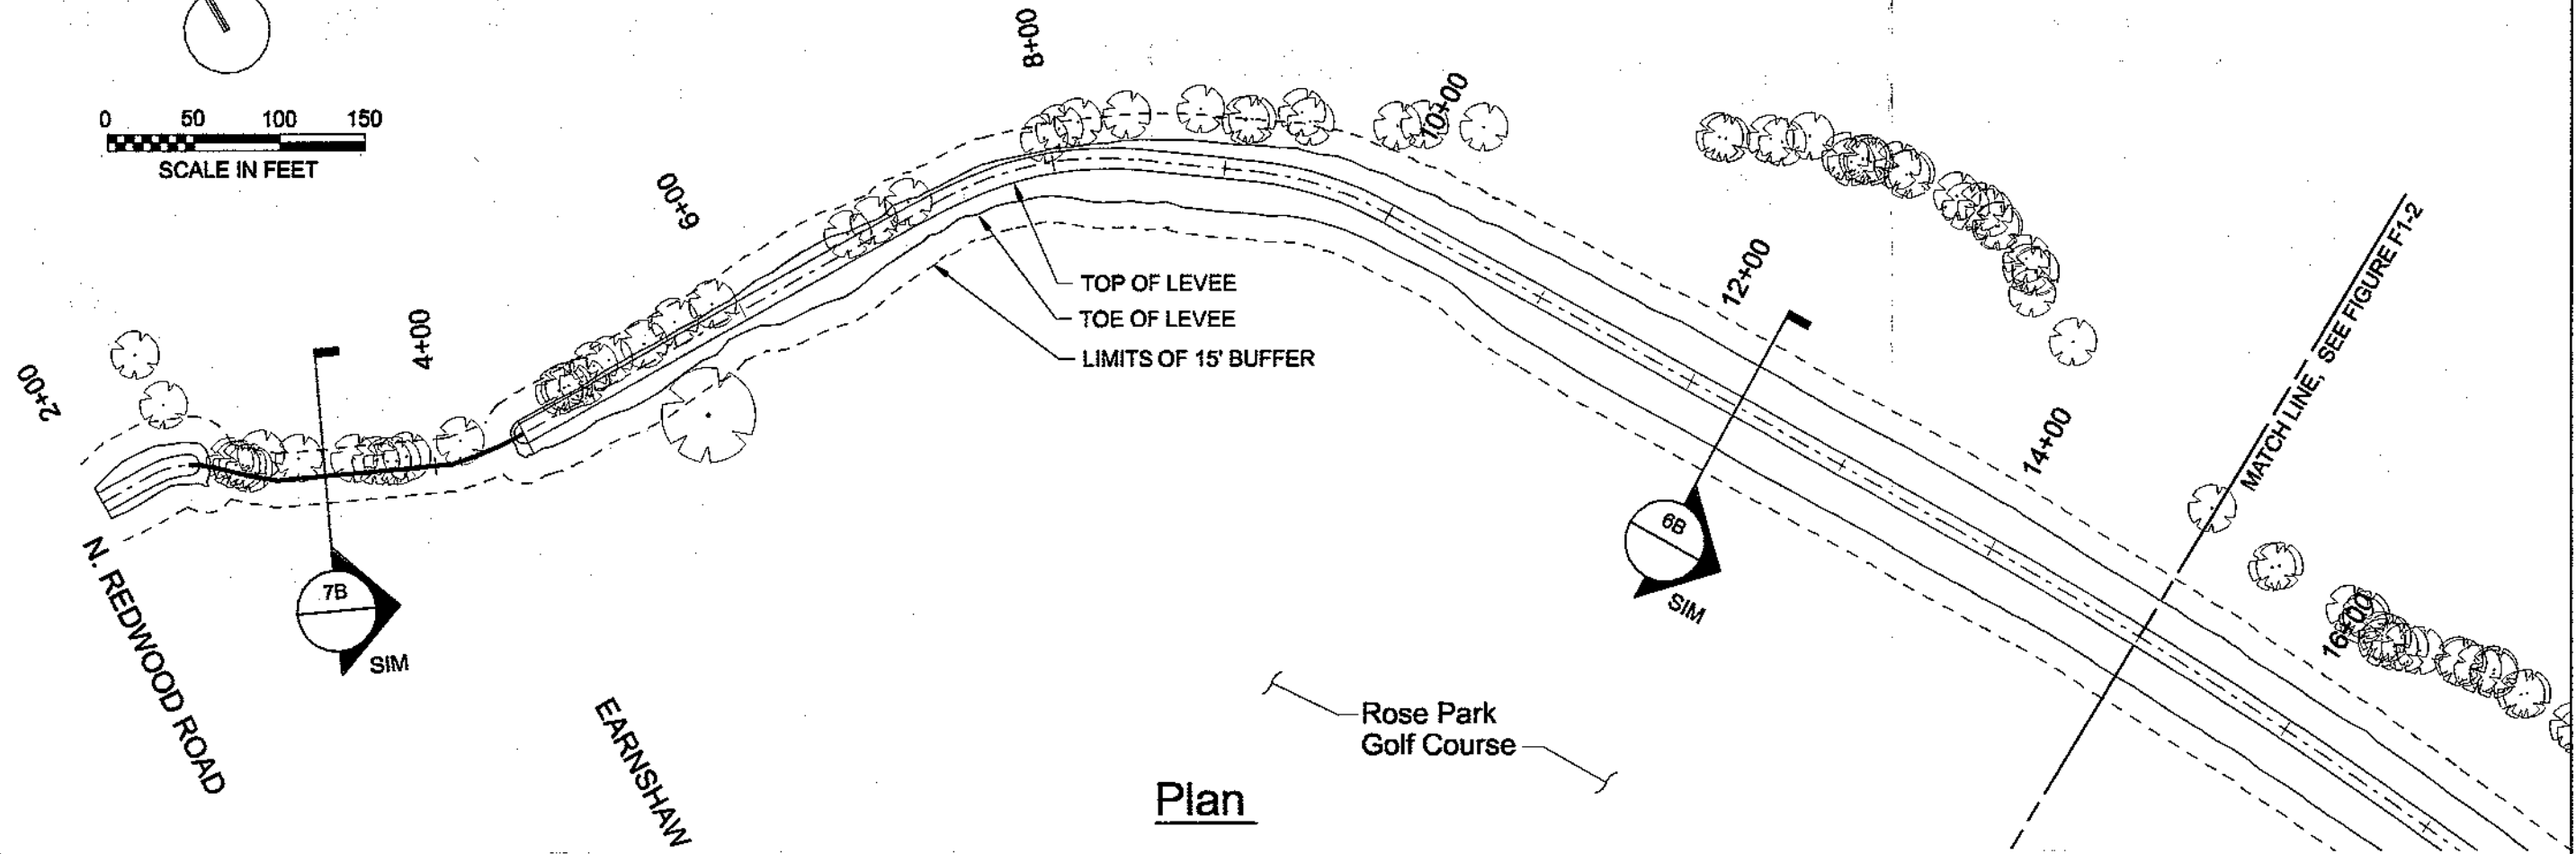 8+00
10+00
0 50 100 150
SCALE IN FEET
6+00
TOP OF LEVEE
TOE OF LEVEE
LIMITS OF 15' BUFFER
12+00
MATCH LINE, SEE FIGURE F1-2
4+00
2+00
14+00
6B
SIM
7B
SIM
16+00
N. REDWOOD ROAD
EARNSHAW
Rose Park
Golf Course
Plan